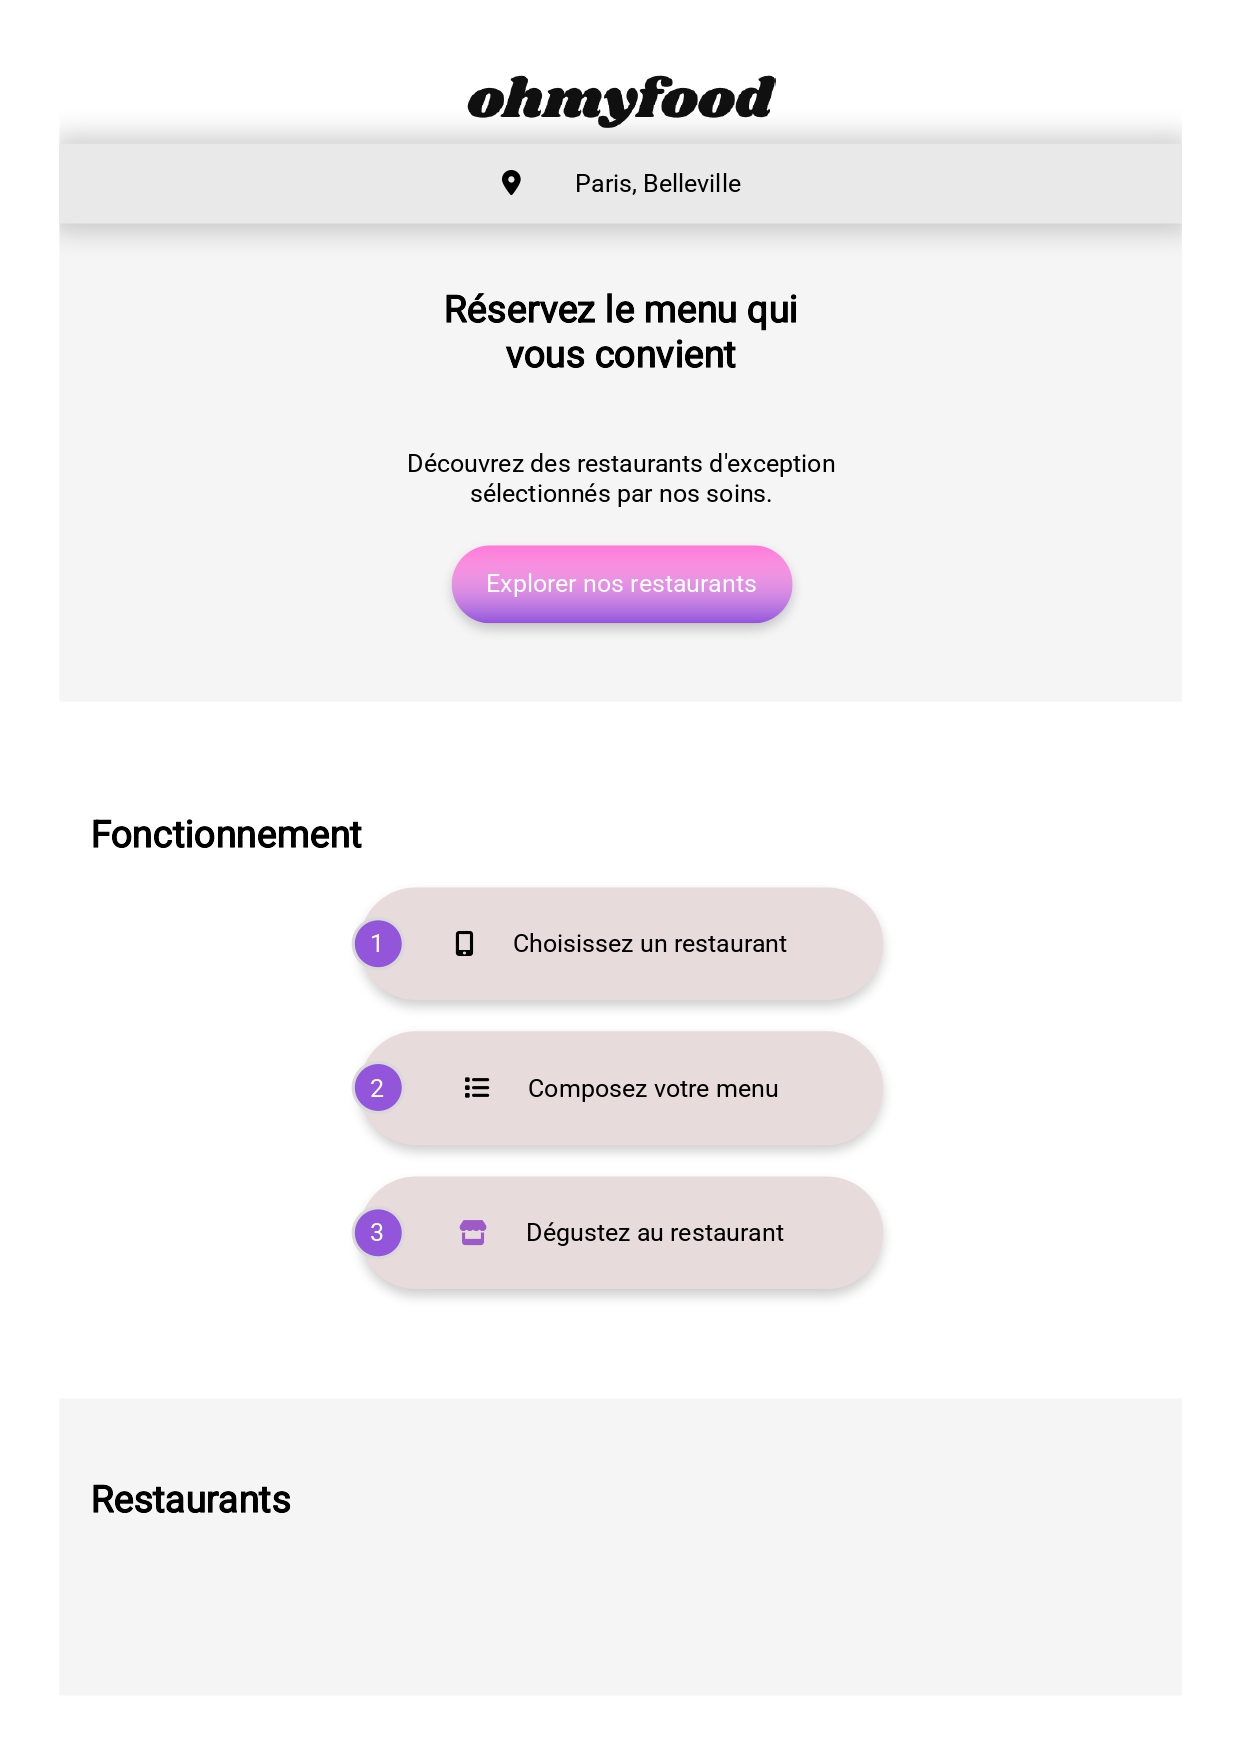 ohmyfood
Paris, Belleville
Réservez le menu qui
vous convient
Découvrez des restaurants d'exception
sélectionnés par nos soins.
Explorer nos restaurants
Fonctionnement
1 Choisissez un restaurant
2 Composez votre menu
3 Dégustez au restaurant
Restaurants